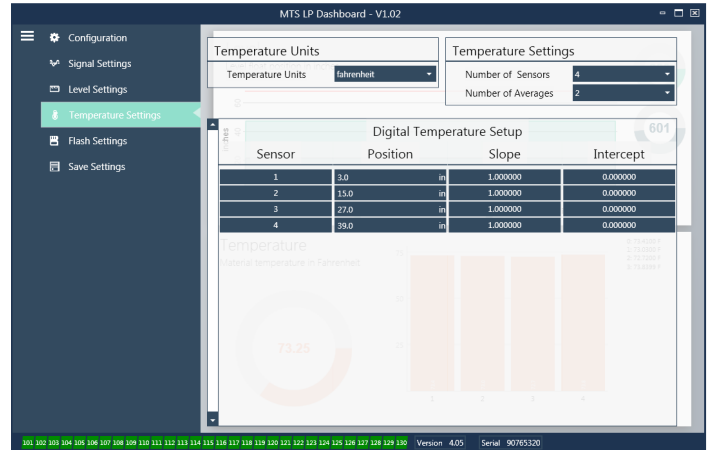 MTS LP Dashboard - V1.02
Configuration
Signal Settings
Level Settings
Temperature Settings
Flash Settings
Save Settings
Temperature Units
Temperature Units fahrenheit
Temperature Settings
Number of Sensors 4
Number of Averages 2
601
Digital Temperature Setup
Sensor Position Slope Intercept
1 3.0 in 1.000000 0.000000
2 15.0 in 1.000000 0.000000
3 27.0 in 1.000000 0.000000
4 39.0 in 1.000000 0.000000
Temperature
Material temperature in Fahrenheit
73.25
1 2 3 4
101 102 103 104 105 106 107 108 109 110 111 112 113 114 115 116 117 118 119 120 121 122 123 124 125 126 127 128 129 130 Version 4.05 Serial 90765320